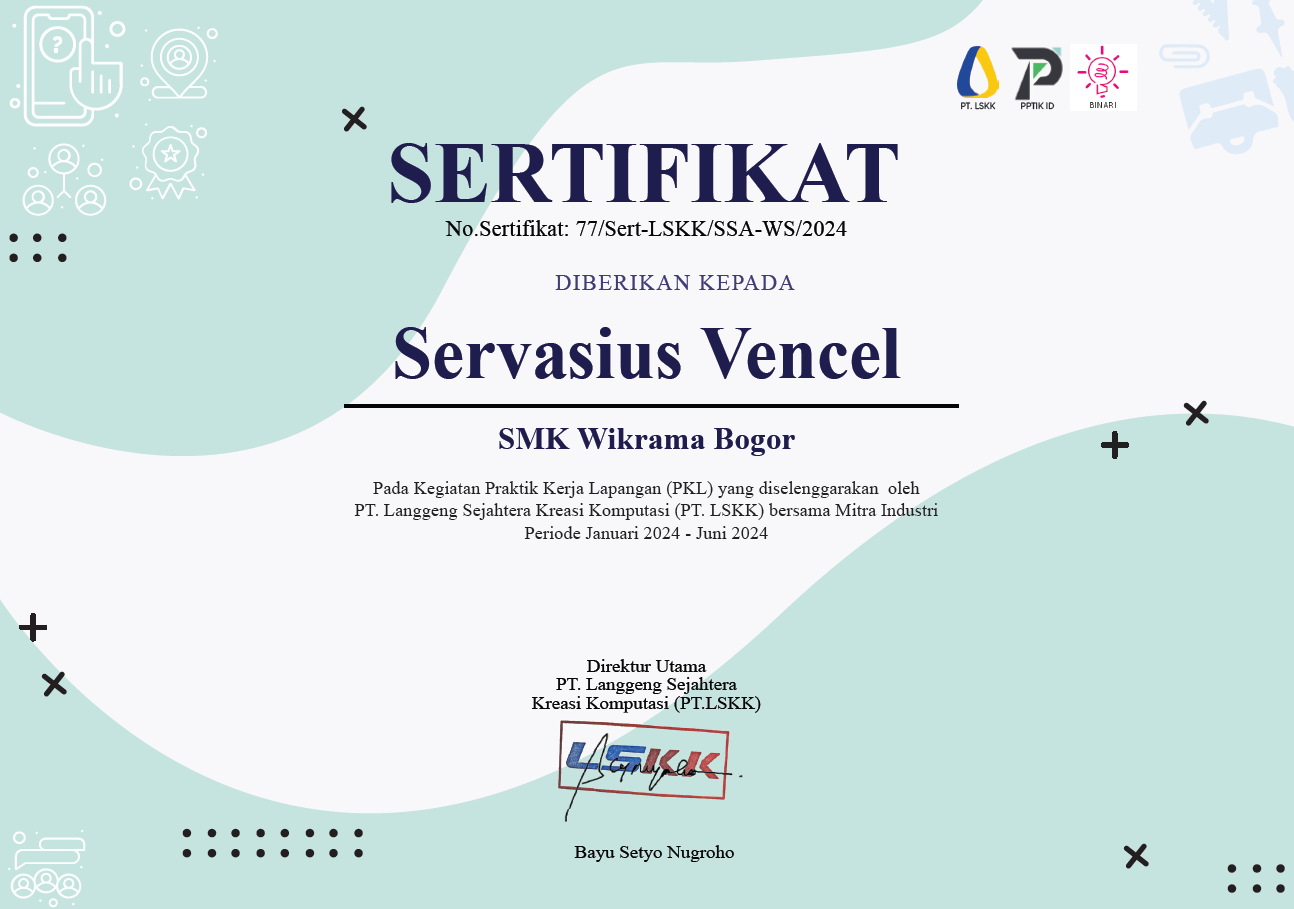 PT. LSKK
PPTIK ID
BINARI
?
SERTIFIKAT
No.Sertifikat: 77/Sert-LSKK/SSA-WS/2024
DIBERIKAN KEPADA
Servasius Vencel
SMK Wikrama Bogor
Pada Kegiatan Praktik Kerja Lapangan (PKL) yang diselenggarakan oleh
PT. Langgeng Sejahtera Kreasi Komputasi (PT. LSKK) bersama Mitra Industri
Periode Januari 2024 - Juni 2024
Direktur Utama
PT. Langgeng Sejahtera
Kreasi Komputasi (PT.LSKK)
LSKK
Bayu Setyo Nugroho